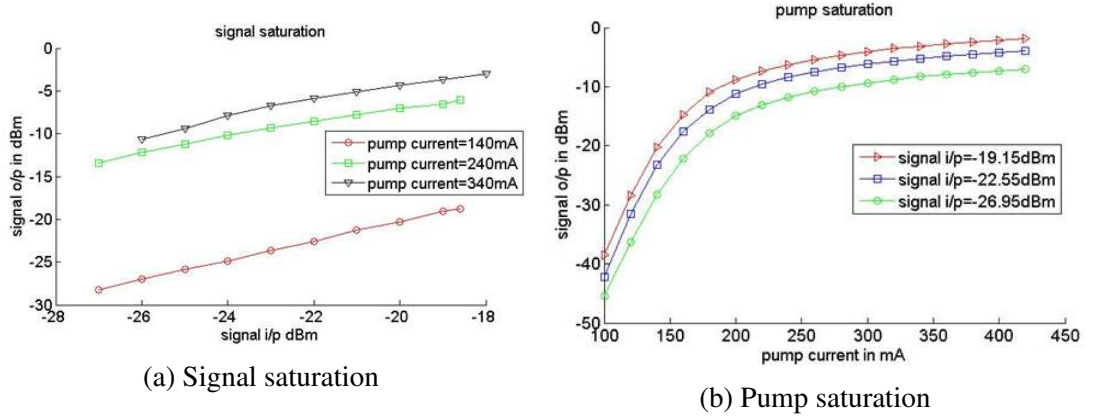 signal saturation
0
-5
-10
-15
-20
-25
-30
signal o/p in dBm
-28
-26
-24
-22
-20
-18
signal i/p dBm
pump current=140mA
pump current=240mA
pump current=340mA
(a) Signal saturation
pump saturation
0
-10
-20
-30
-40
-50
signal o/p in dBm
100
150
200
250
300
350
400
450
pump current in mA
signal i/p=-19.15dBm
signal i/p=-22.55dBm
signal i/p=-26.95dBm
(b) Pump saturation